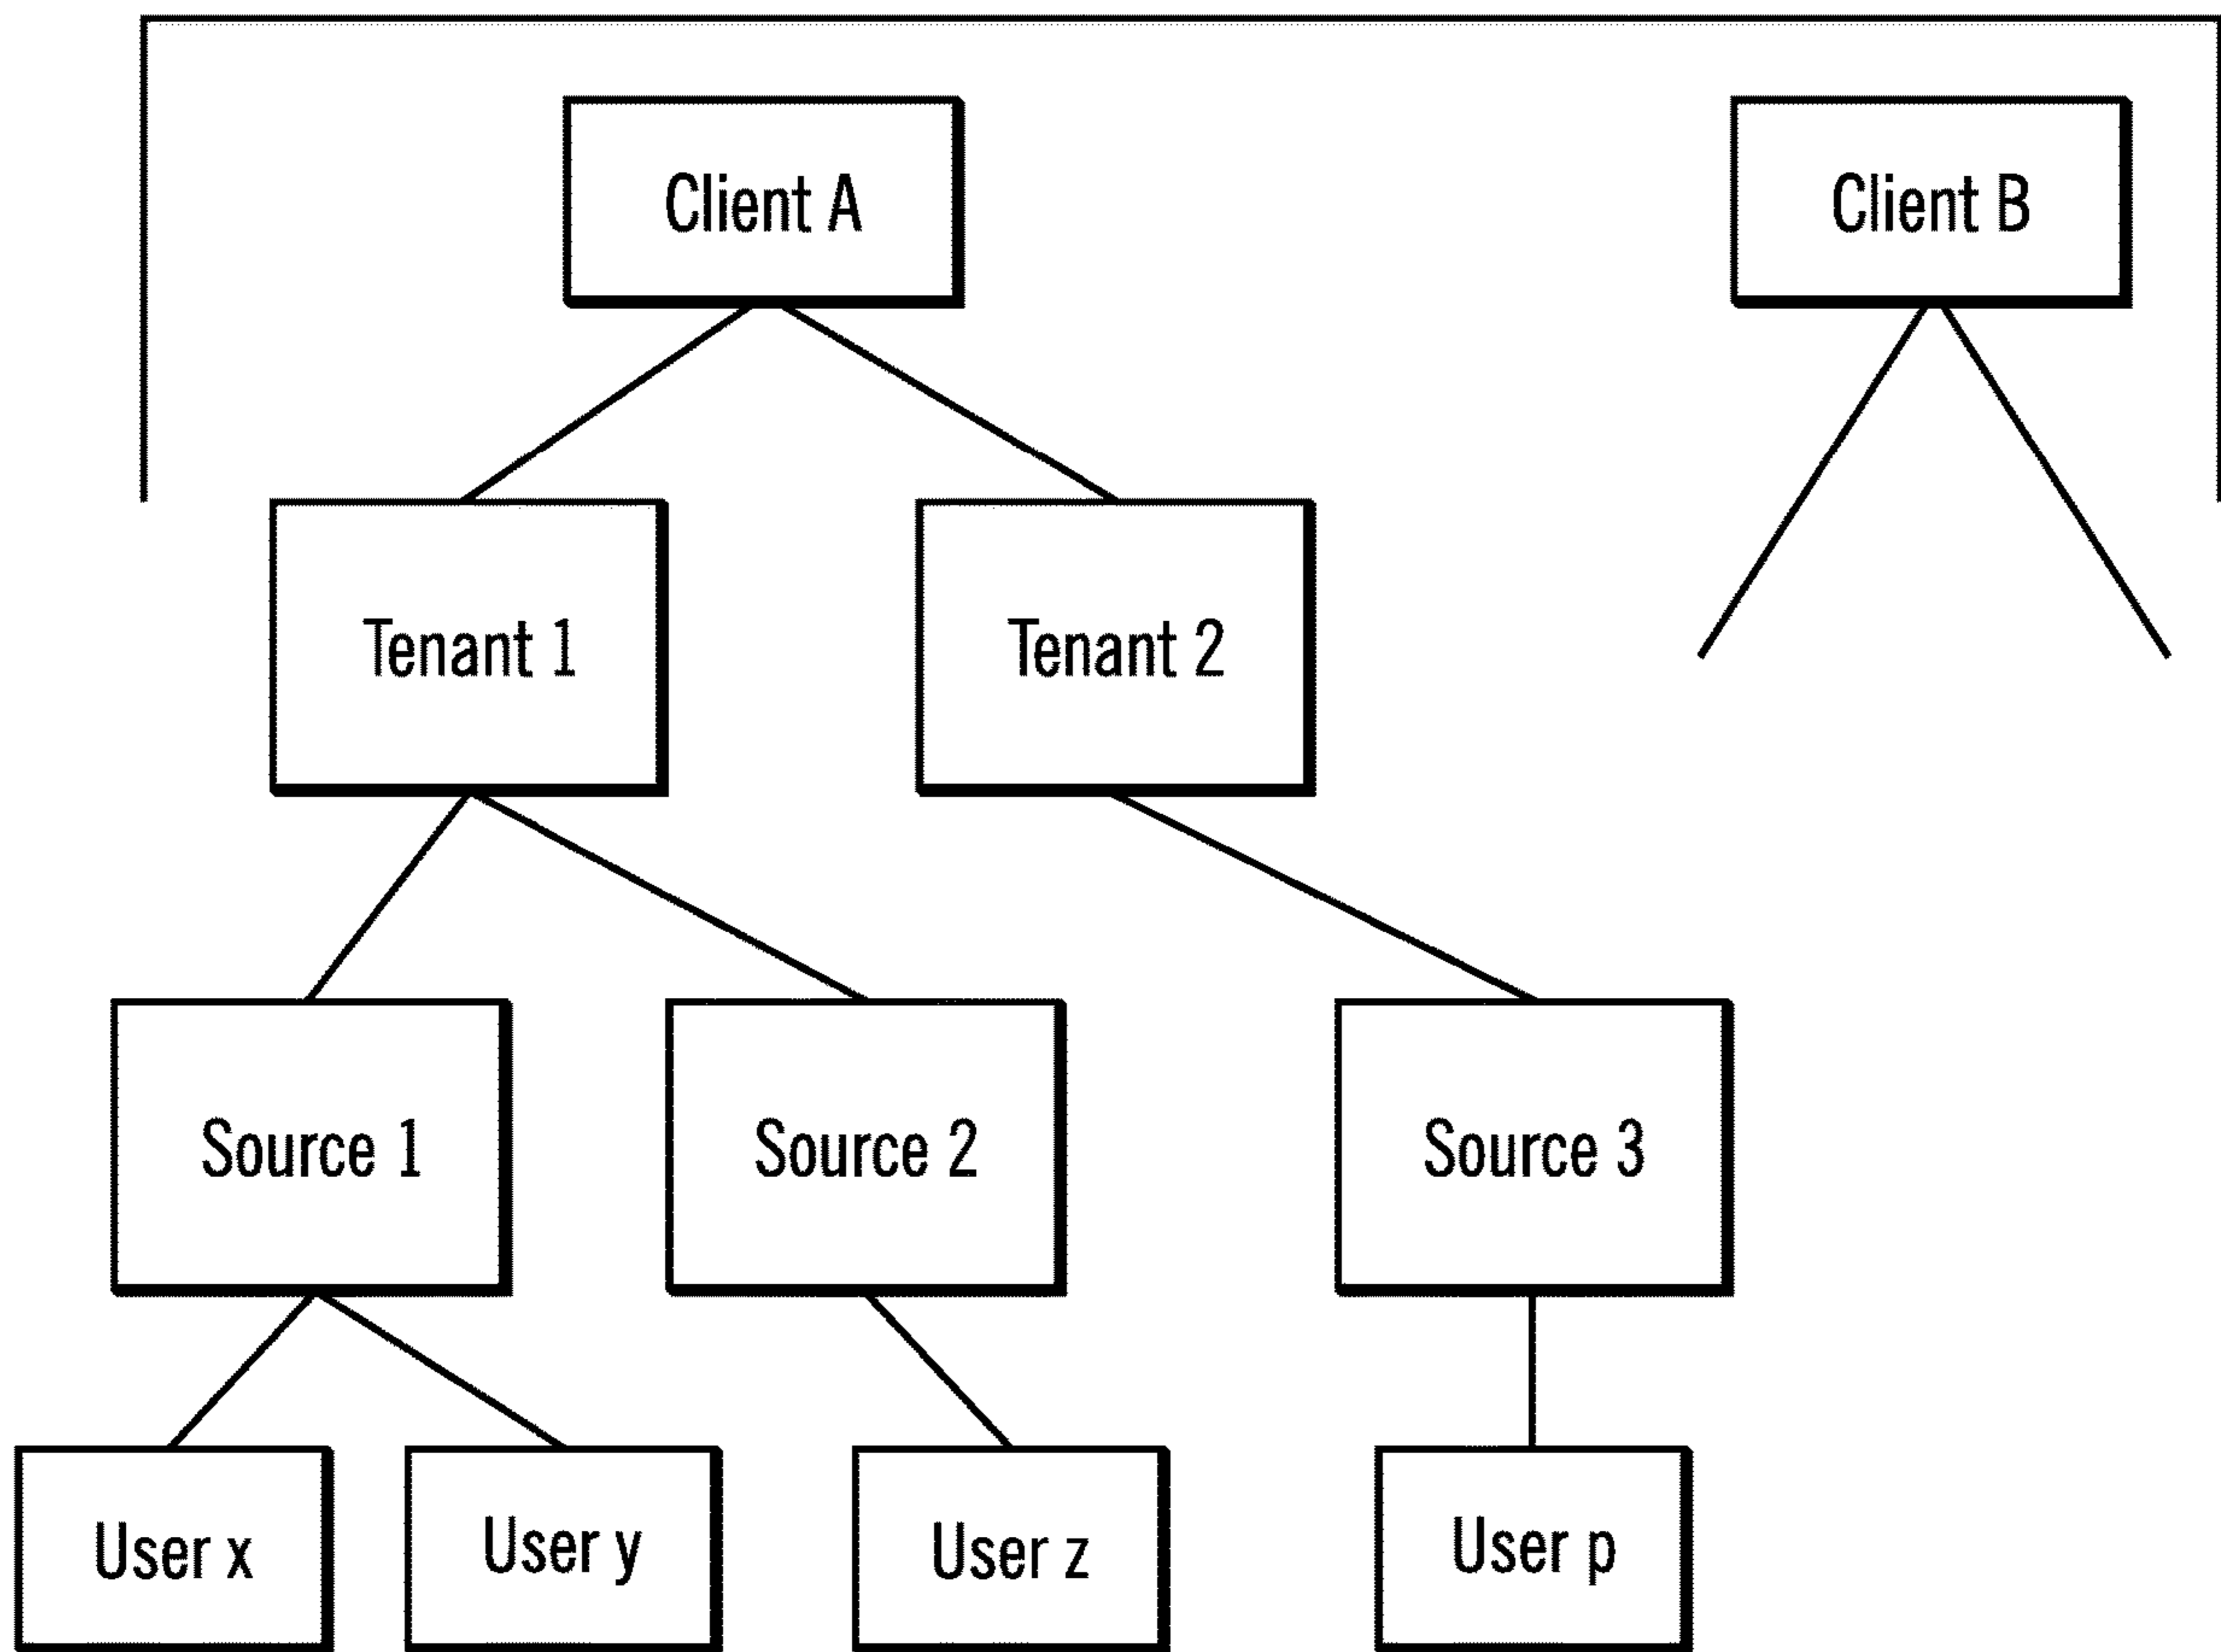 Client A
Client B
Tenant 1
Tenant 2
Source 1
Source 2
Source 3
User x
User y
User z
User p